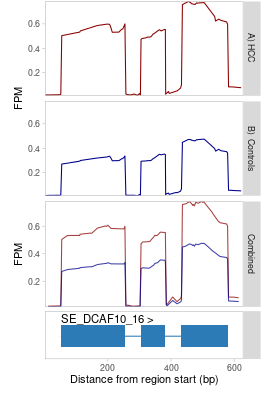 0.6
0.4
0.2
A) HCC
FPM
0.6
0.4
0.2
B) Controls
0.6
0.4
0.2
FPM
Combined
SE_DCAF10_16 >
200
400
600
Distance from region start (bp)